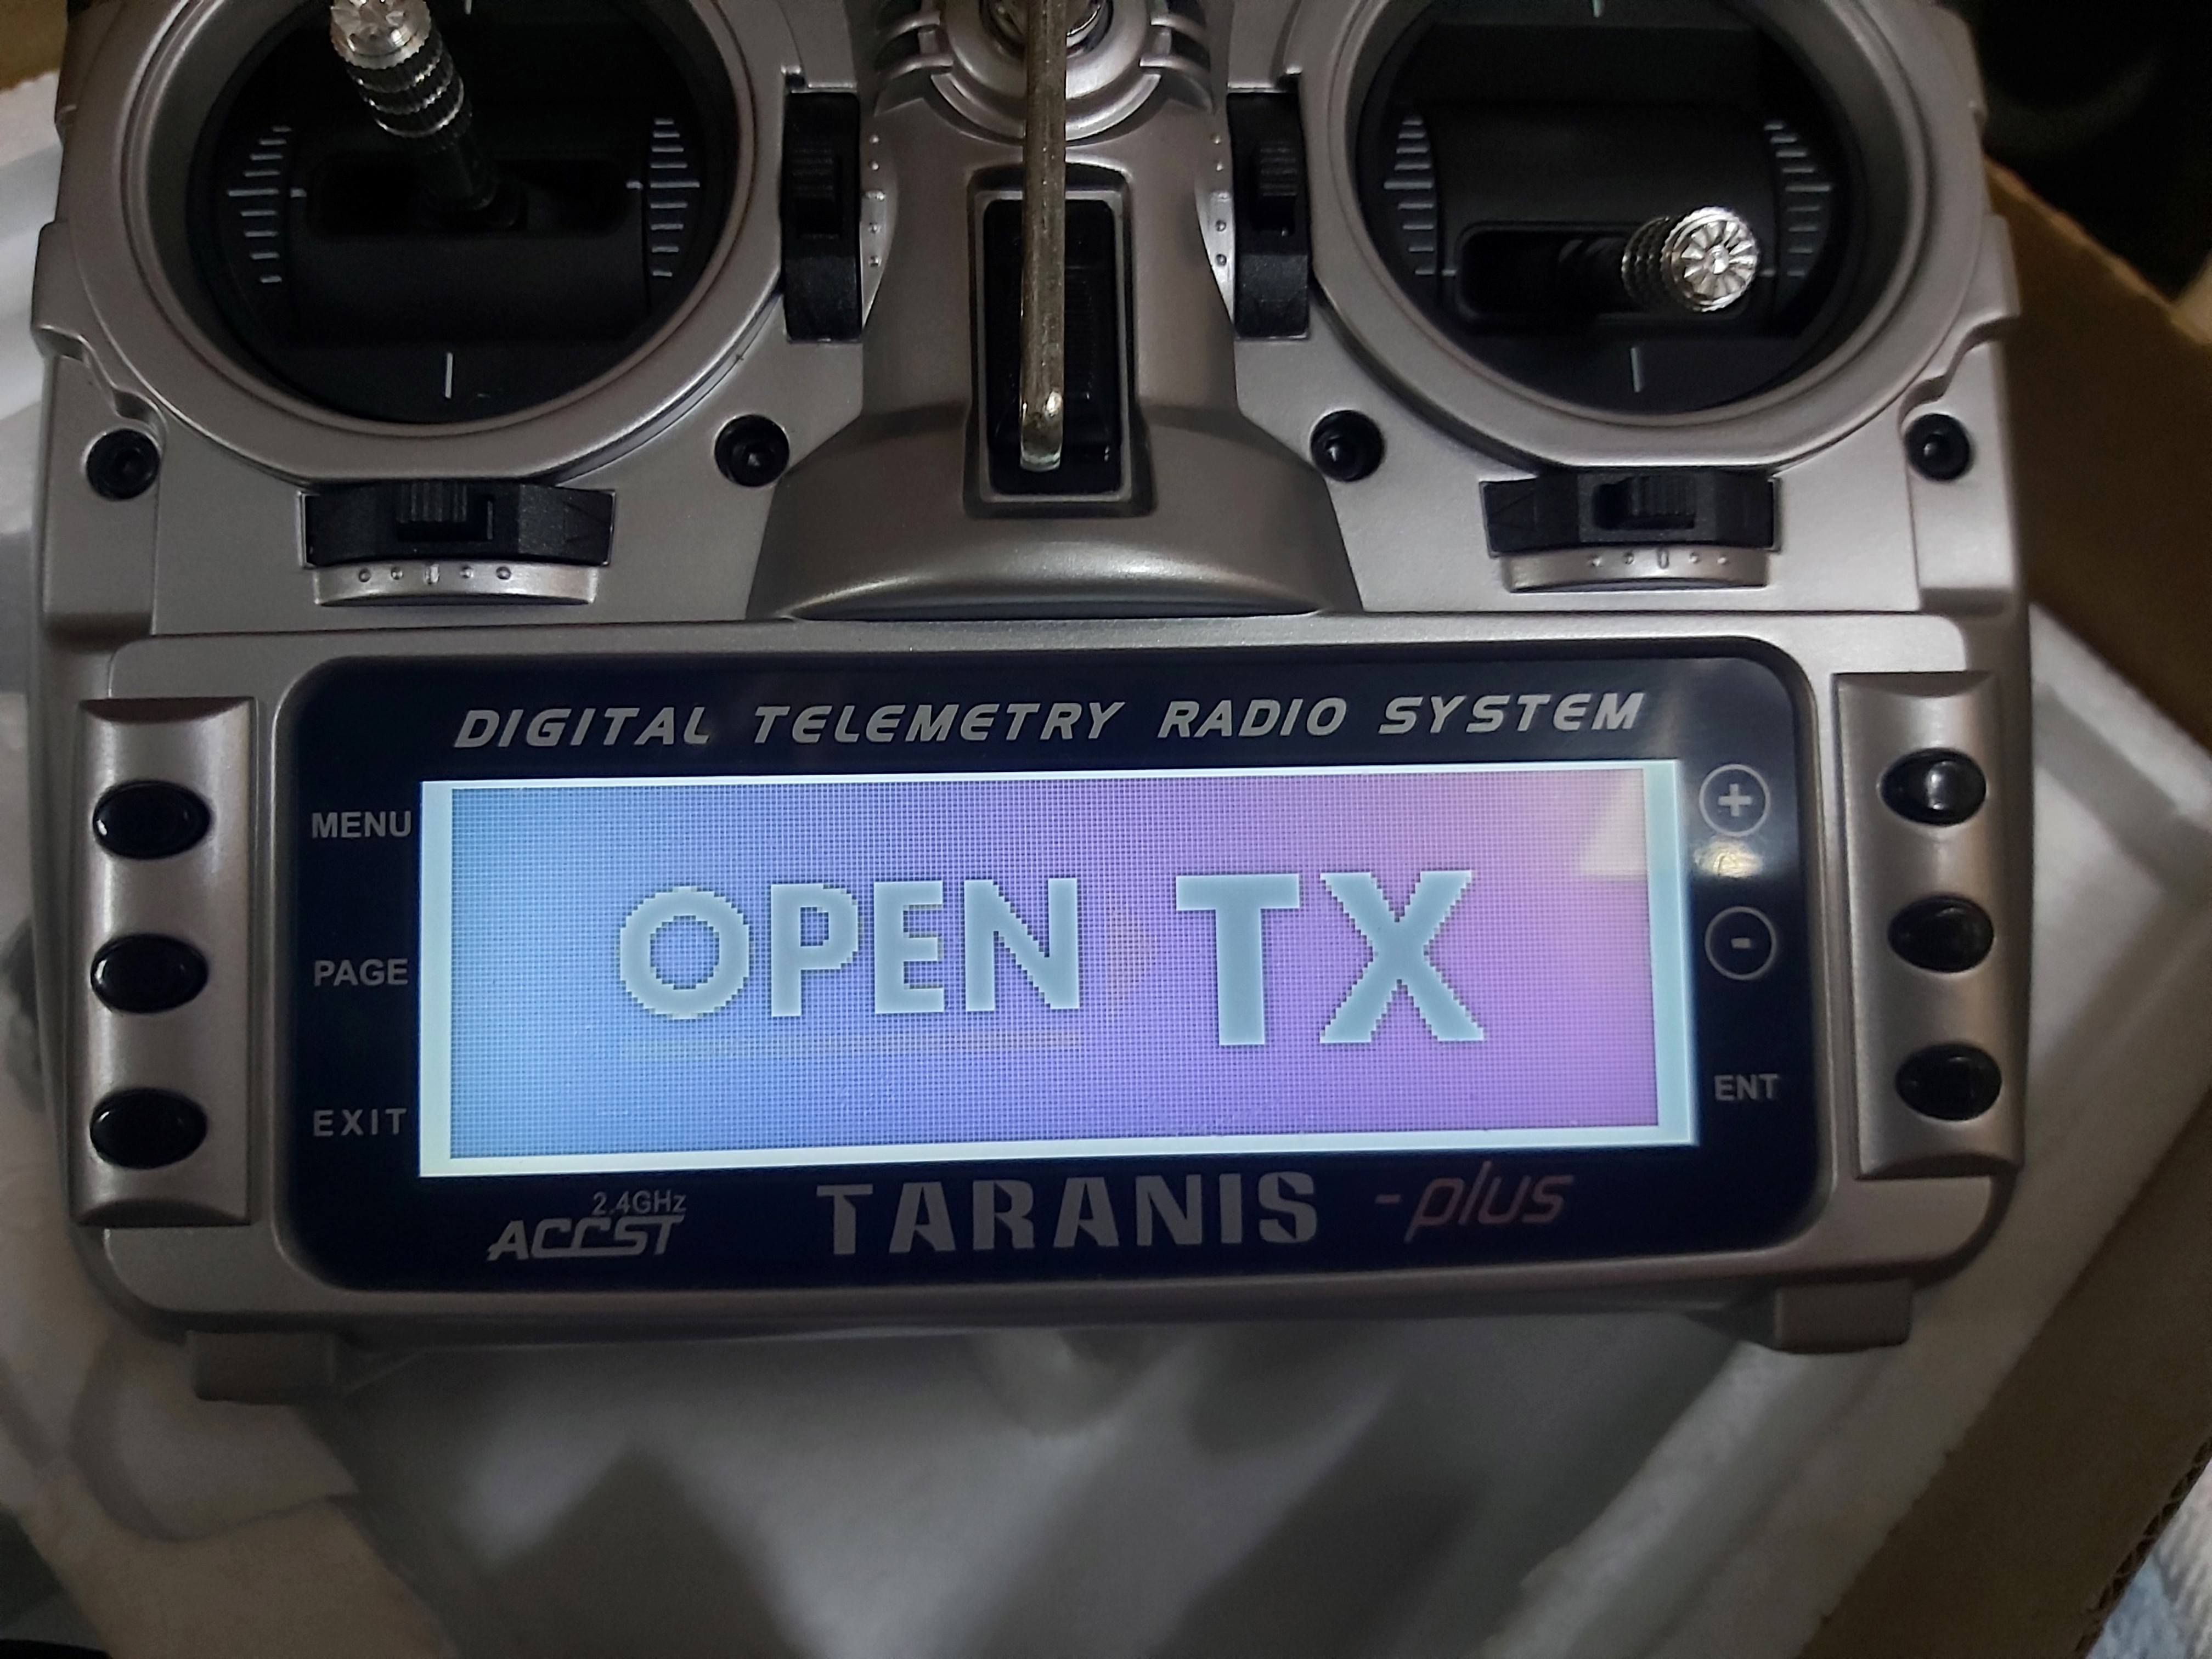 DIGITAL TELEMETRY RADIO SYSTEM
MENU
PAGE
EXIT
OPEN TX
+
-
ENT
2.4GHz
ACCST
TARANIS -plus